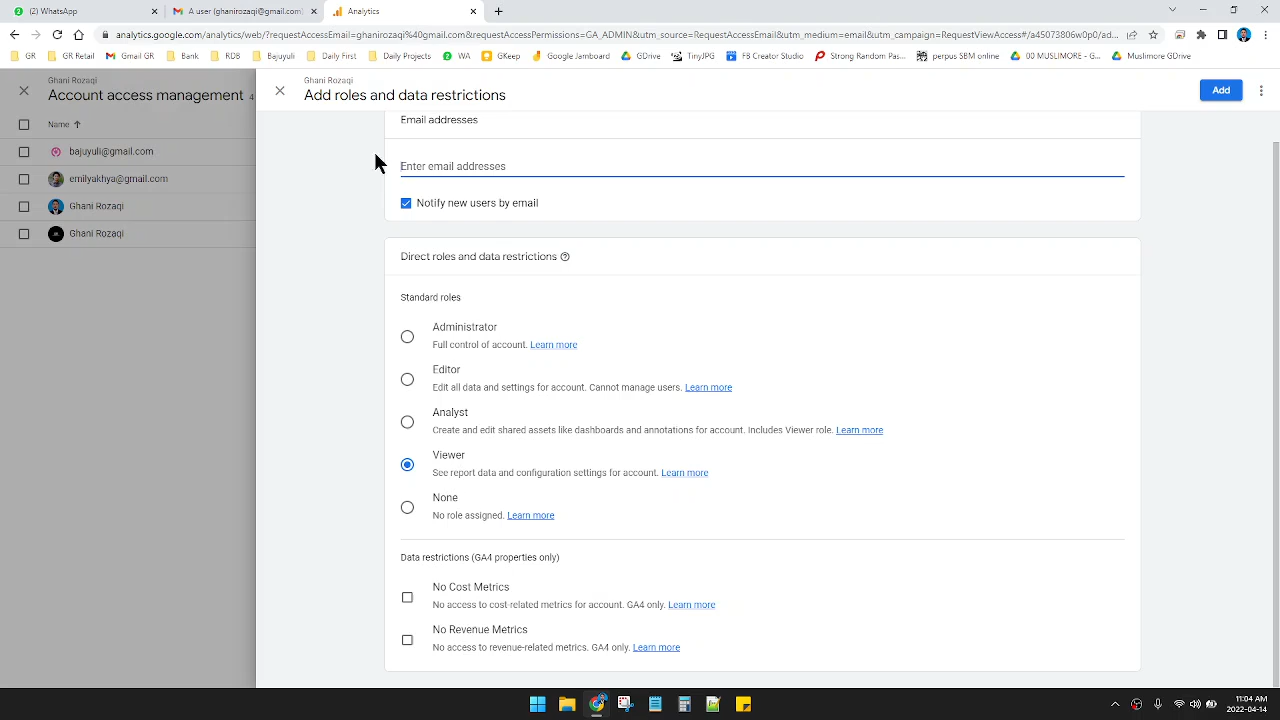 (2) WhatsApp
A user (ghanirozaqi@gmail.com)
Analytics
analytics.google.com/analytics/web/?requestAccessEmail=ghanirozaqi%40gmail.com&requestAccessPermissions=GA_ADMIN&utm_source=RequestAccessEmail&utm_medium=email&utm_campaign=RequestViewAccess#/a45073806w0p0/ad...
GR
GR Retail
Gmail GR
Bank
RDB
Bajuyuli
Daily First
Daily Projects
WA
GKeep
Google Jamboard
GDrive
TinyJPG
FB Creator Studio
Strong Random Pas...
perpus SBM online
00 MUSLIMORE - G...
Muslimore GDrive
Ghani Rozaqi
Account access management 4
Name
bajuyuli@gmail.com
emilyakhya@gmail.com
Ghani Rozaqi
Ghani Rozaqi
Ghani Rozaqi
Add roles and data restrictions
Add
Email addresses
Enter email addresses
Notify new users by email
Direct roles and data restrictions
Standard roles
Administrator
Full control of account. Learn more
Editor
Edit all data and settings for account. Cannot manage users. Learn more
Analyst
Create and edit shared assets like dashboards and annotations for account. Includes Viewer role. Learn more
Viewer
See report data and configuration settings for account. Learn more
None
No role assigned. Learn more
Data restrictions (GA4 properties only)
No Cost Metrics
No access to cost-related metrics for account. GA4 only. Learn more
No Revenue Metrics
No access to revenue-related metrics. GA4 only. Learn more
11:04 AM
2022-04-14